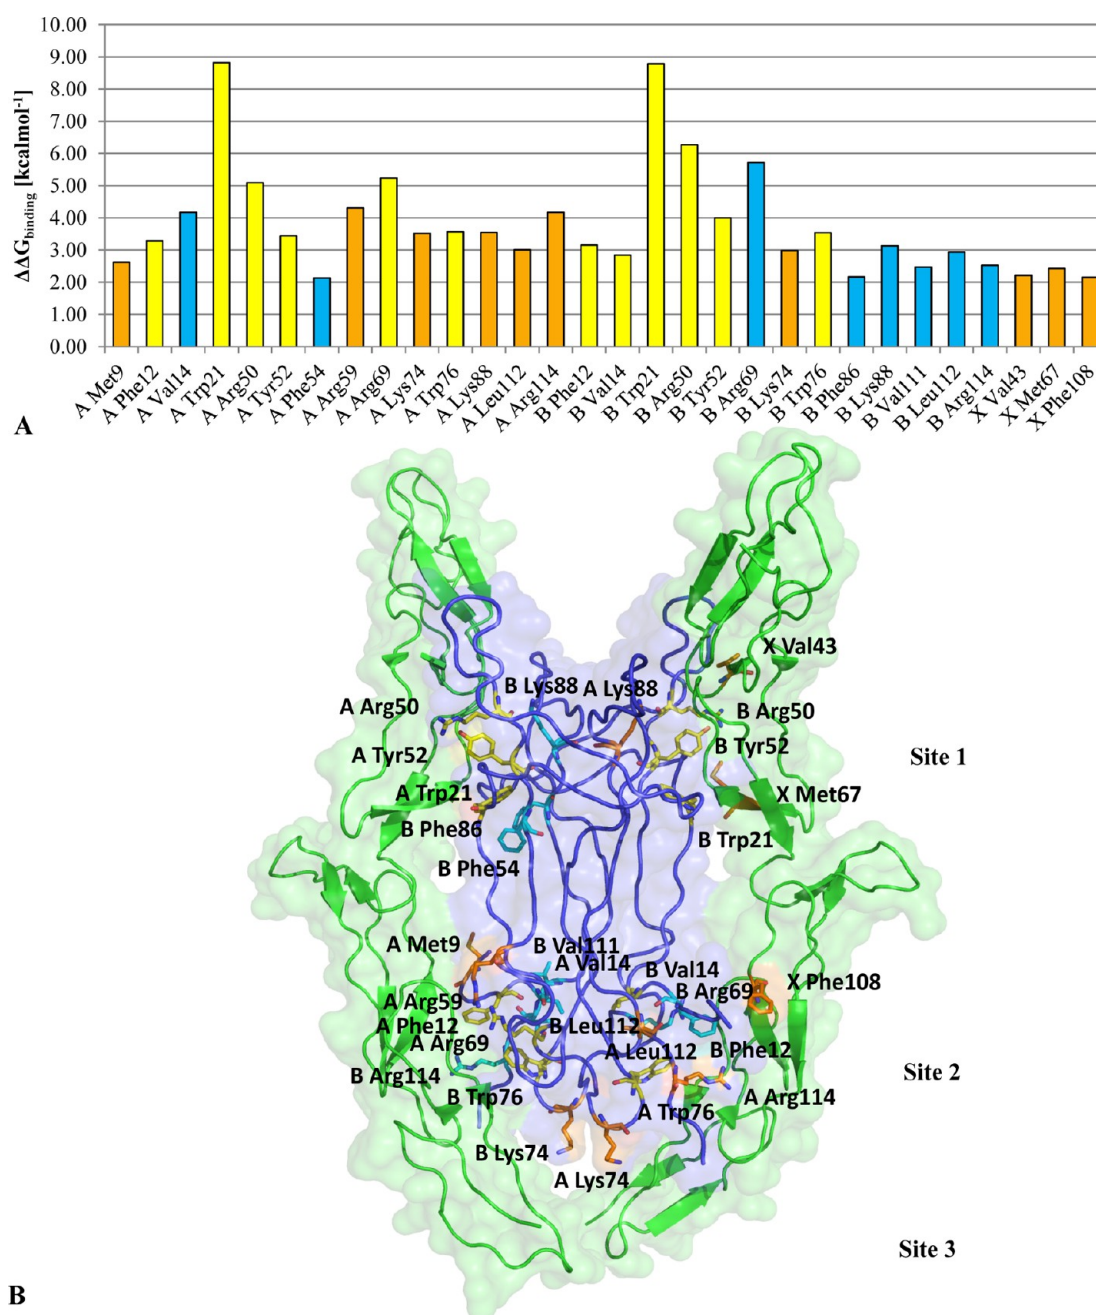 10.00
9.00
8.00
7.00
6.00
5.00
4.00
3.00
2.00
1.00
0.00
ΔΔG binding [kcalmol⁻¹]
A Met9
A Phe12
A Val14
A Trp21
A Arg50
A Tyr52
A Phe54
A Arg59
A Arg69
A Lys74
A Trp76
A Lys88
A Leu112
A Arg114
B Phe12
B Val14
B Trp21
B Arg50
B Tyr52
B Arg69
B Lys74
B Trp76
B Phe86
B Lys88
B Val111
B Leu112
B Arg114
X Val43
X Met67
X Phe108
A
X Val43
B Lys88 A Lys88
A Arg50 B Arg50
A Tyr52 B Tyr52
Site 1
A Trp21 X Met67
B Phe86 B Trp21
B Phe54
A Met9 B Val111
A Val14 B Val14
B Arg69 X Phe108
A Arg59
A Phe12 B Leu112
A Arg69 A Leu112 B Phe12
B Arg114 Site 2
B Trp76 A Trp76 A Arg114
B Lys74
A Lys74
Site 3
B